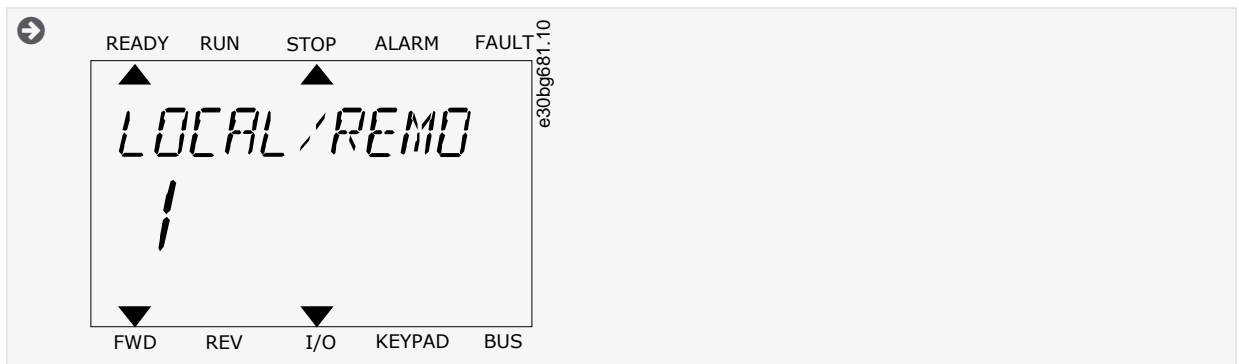 READY RUN STOP ALARM FAULT
LOCAL/REMO
1
FWD REV I/O KEYPAD BUS
e30bg681.10